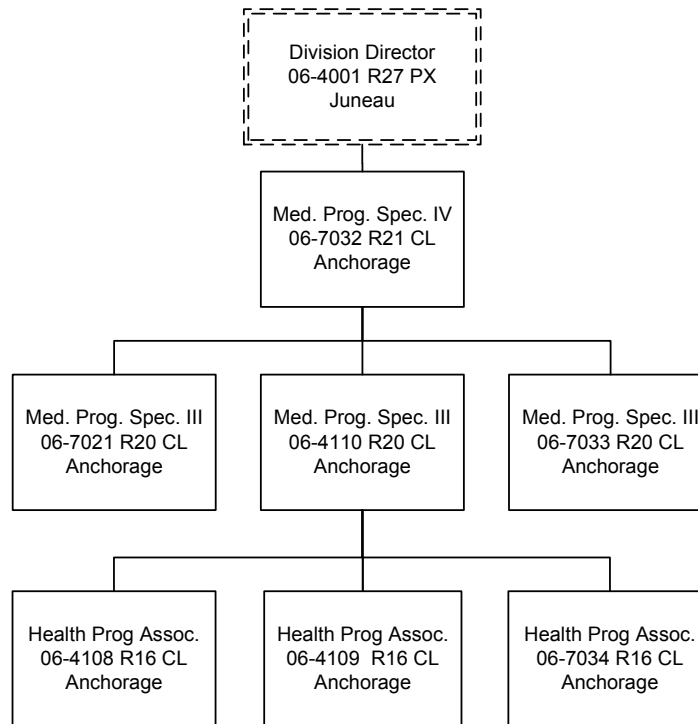 Division Director
06-4001 R27 PX
Juneau
Med. Prog. Spec. IV
06-7032 R21 CL
Anchorage
Med. Prog. Spec. III
06-7021 R20 CL
Anchorage
Med. Prog. Spec. III
06-4110 R20 CL
Anchorage
Med. Prog. Spec. III
06-7033 R20 CL
Anchorage
Health Prog Assoc.
06-4108 R16 CL
Anchorage
Health Prog Assoc.
06-4109  R16 CL
Anchorage
Health Prog Assoc.
06-7034 R16 CL
Anchorage